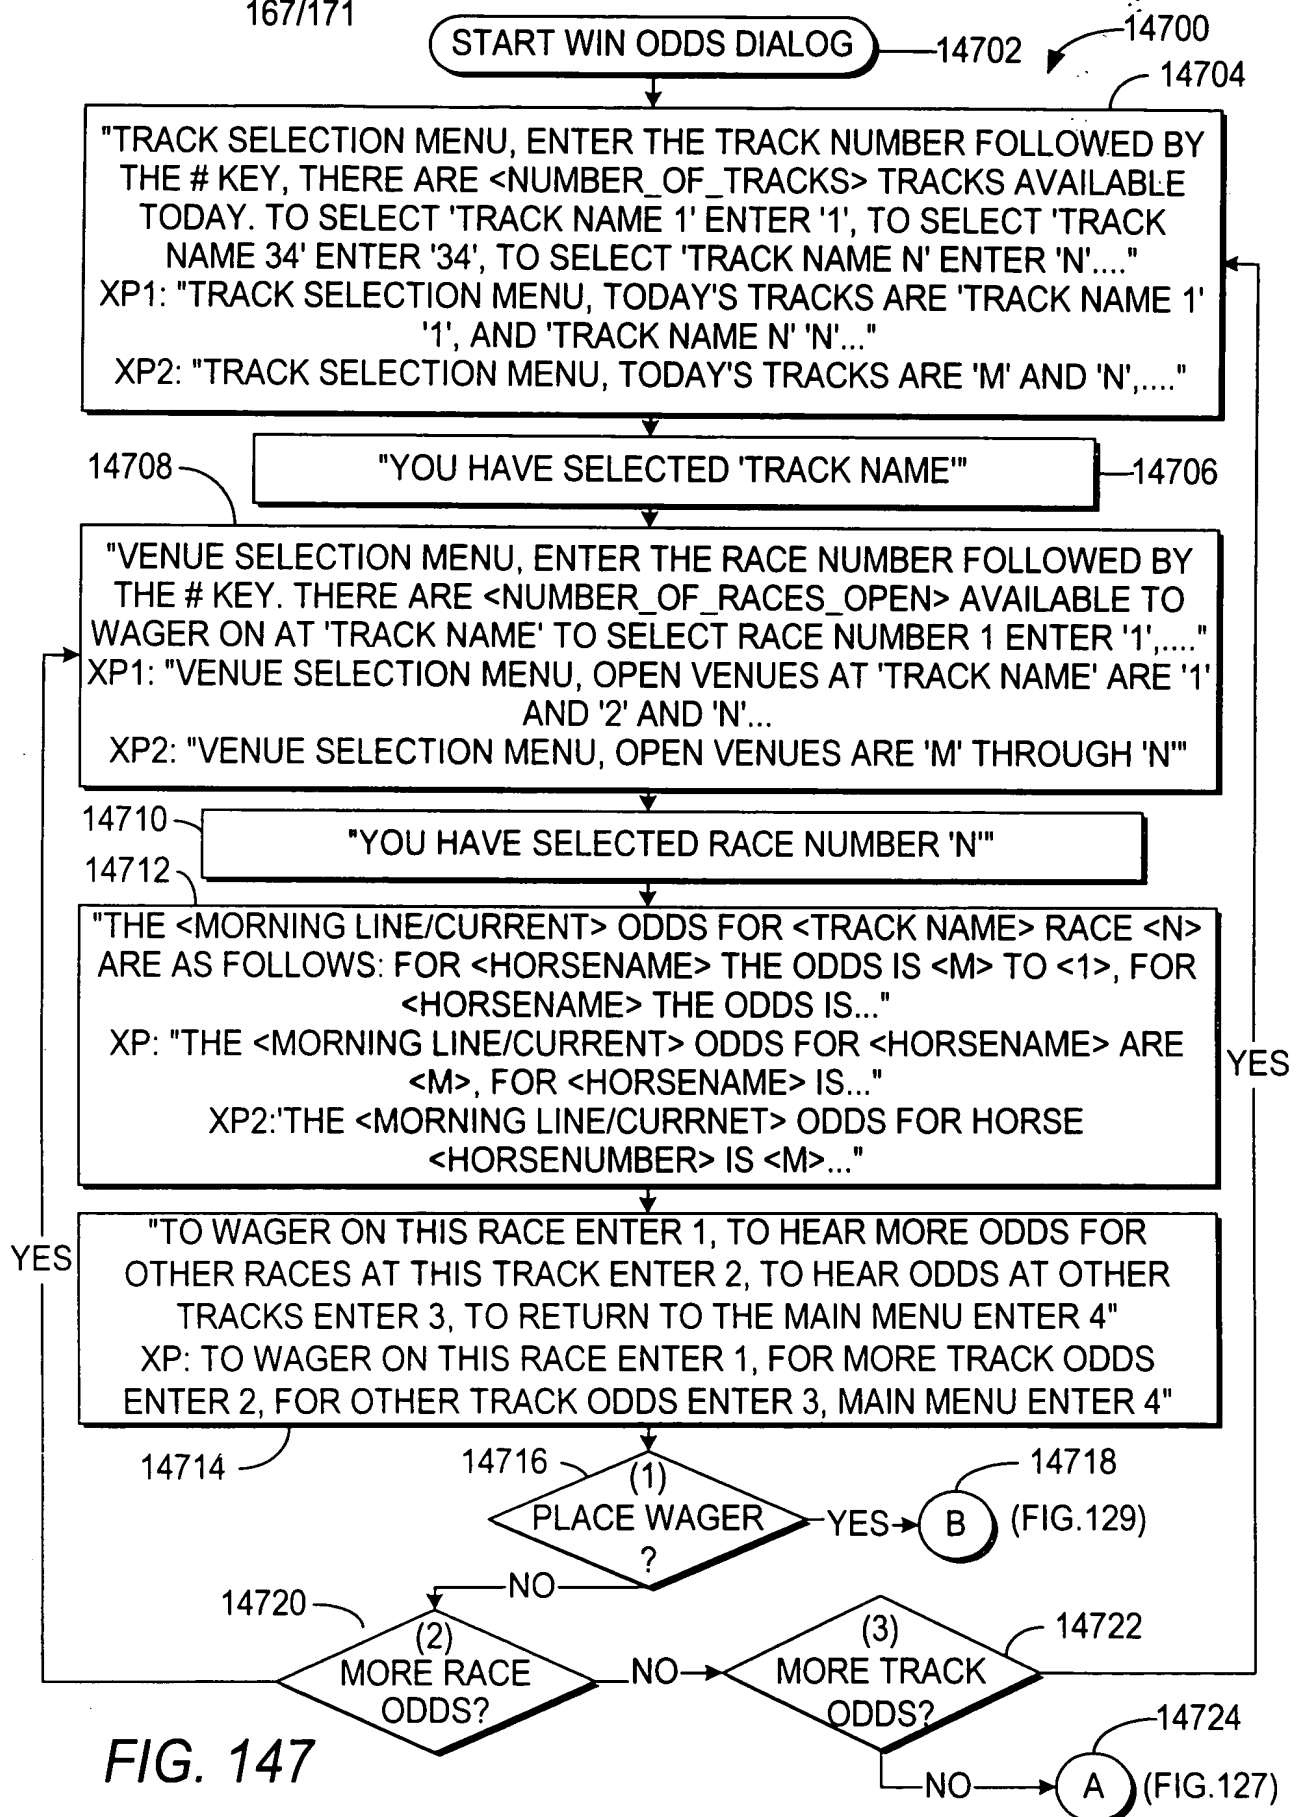 167/171
START WIN ODDS DIALOG
14702
14700
14704
"TRACK SELECTION MENU, ENTER THE TRACK NUMBER FOLLOWED BY
THE # KEY, THERE ARE <NUMBER_OF_TRACKS> TRACKS AVAILABLE
TODAY. TO SELECT 'TRACK NAME 1' ENTER '1', TO SELECT 'TRACK
NAME 34' ENTER '34', TO SELECT 'TRACK NAME N' ENTER 'N'...."
XP1: "TRACK SELECTION MENU, TODAY'S TRACKS ARE 'TRACK NAME 1'
'1', AND 'TRACK NAME N' 'N'..."
XP2: "TRACK SELECTION MENU, TODAY'S TRACKS ARE 'M' AND 'N',...."
14708
"YOU HAVE SELECTED 'TRACK NAME'"
14706
"VENUE SELECTION MENU, ENTER THE RACE NUMBER FOLLOWED BY
THE # KEY. THERE ARE <NUMBER_OF_RACES_OPEN> AVAILABLE TO
WAGER ON AT 'TRACK NAME' TO SELECT RACE NUMBER 1 ENTER '1',...."
XP1: "VENUE SELECTION MENU, OPEN VENUES AT 'TRACK NAME' ARE '1'
AND '2' AND 'N'...
XP2: "VENUE SELECTION MENU, OPEN VENUES ARE 'M' THROUGH 'N'"
14710
"YOU HAVE SELECTED RACE NUMBER 'N'"
14712
"THE <MORNING LINE/CURRENT> ODDS FOR <TRACK NAME> RACE <N>
ARE AS FOLLOWS: FOR <HORSENAME> THE ODDS IS <M> TO <1>, FOR
<HORSENAME> THE ODDS IS..."
XP: "THE <MORNING LINE/CURRENT> ODDS FOR <HORSENAME> ARE
<M>, FOR <HORSENAME> IS..."
XP2:'THE <MORNING LINE/CURRNET> ODDS FOR HORSE
<HORSENUMBER> IS <M>..."
YES
YES
"TO WAGER ON THIS RACE ENTER 1, TO HEAR MORE ODDS FOR
OTHER RACES AT THIS TRACK ENTER 2, TO HEAR ODDS AT OTHER
TRACKS ENTER 3, TO RETURN TO THE MAIN MENU ENTER 4"
XP: TO WAGER ON THIS RACE ENTER 1, FOR MORE TRACK ODDS
ENTER 2, FOR OTHER TRACK ODDS ENTER 3, MAIN MENU ENTER 4"
14714
14716
(1)
PLACE WAGER
?
YES
14718
B
(FIG.129)
NO
14720
(2)
MORE RACE
ODDS?
NO
(3)
MORE TRACK
ODDS?
14722
NO
14724
A
(FIG.127)
FIG. 147